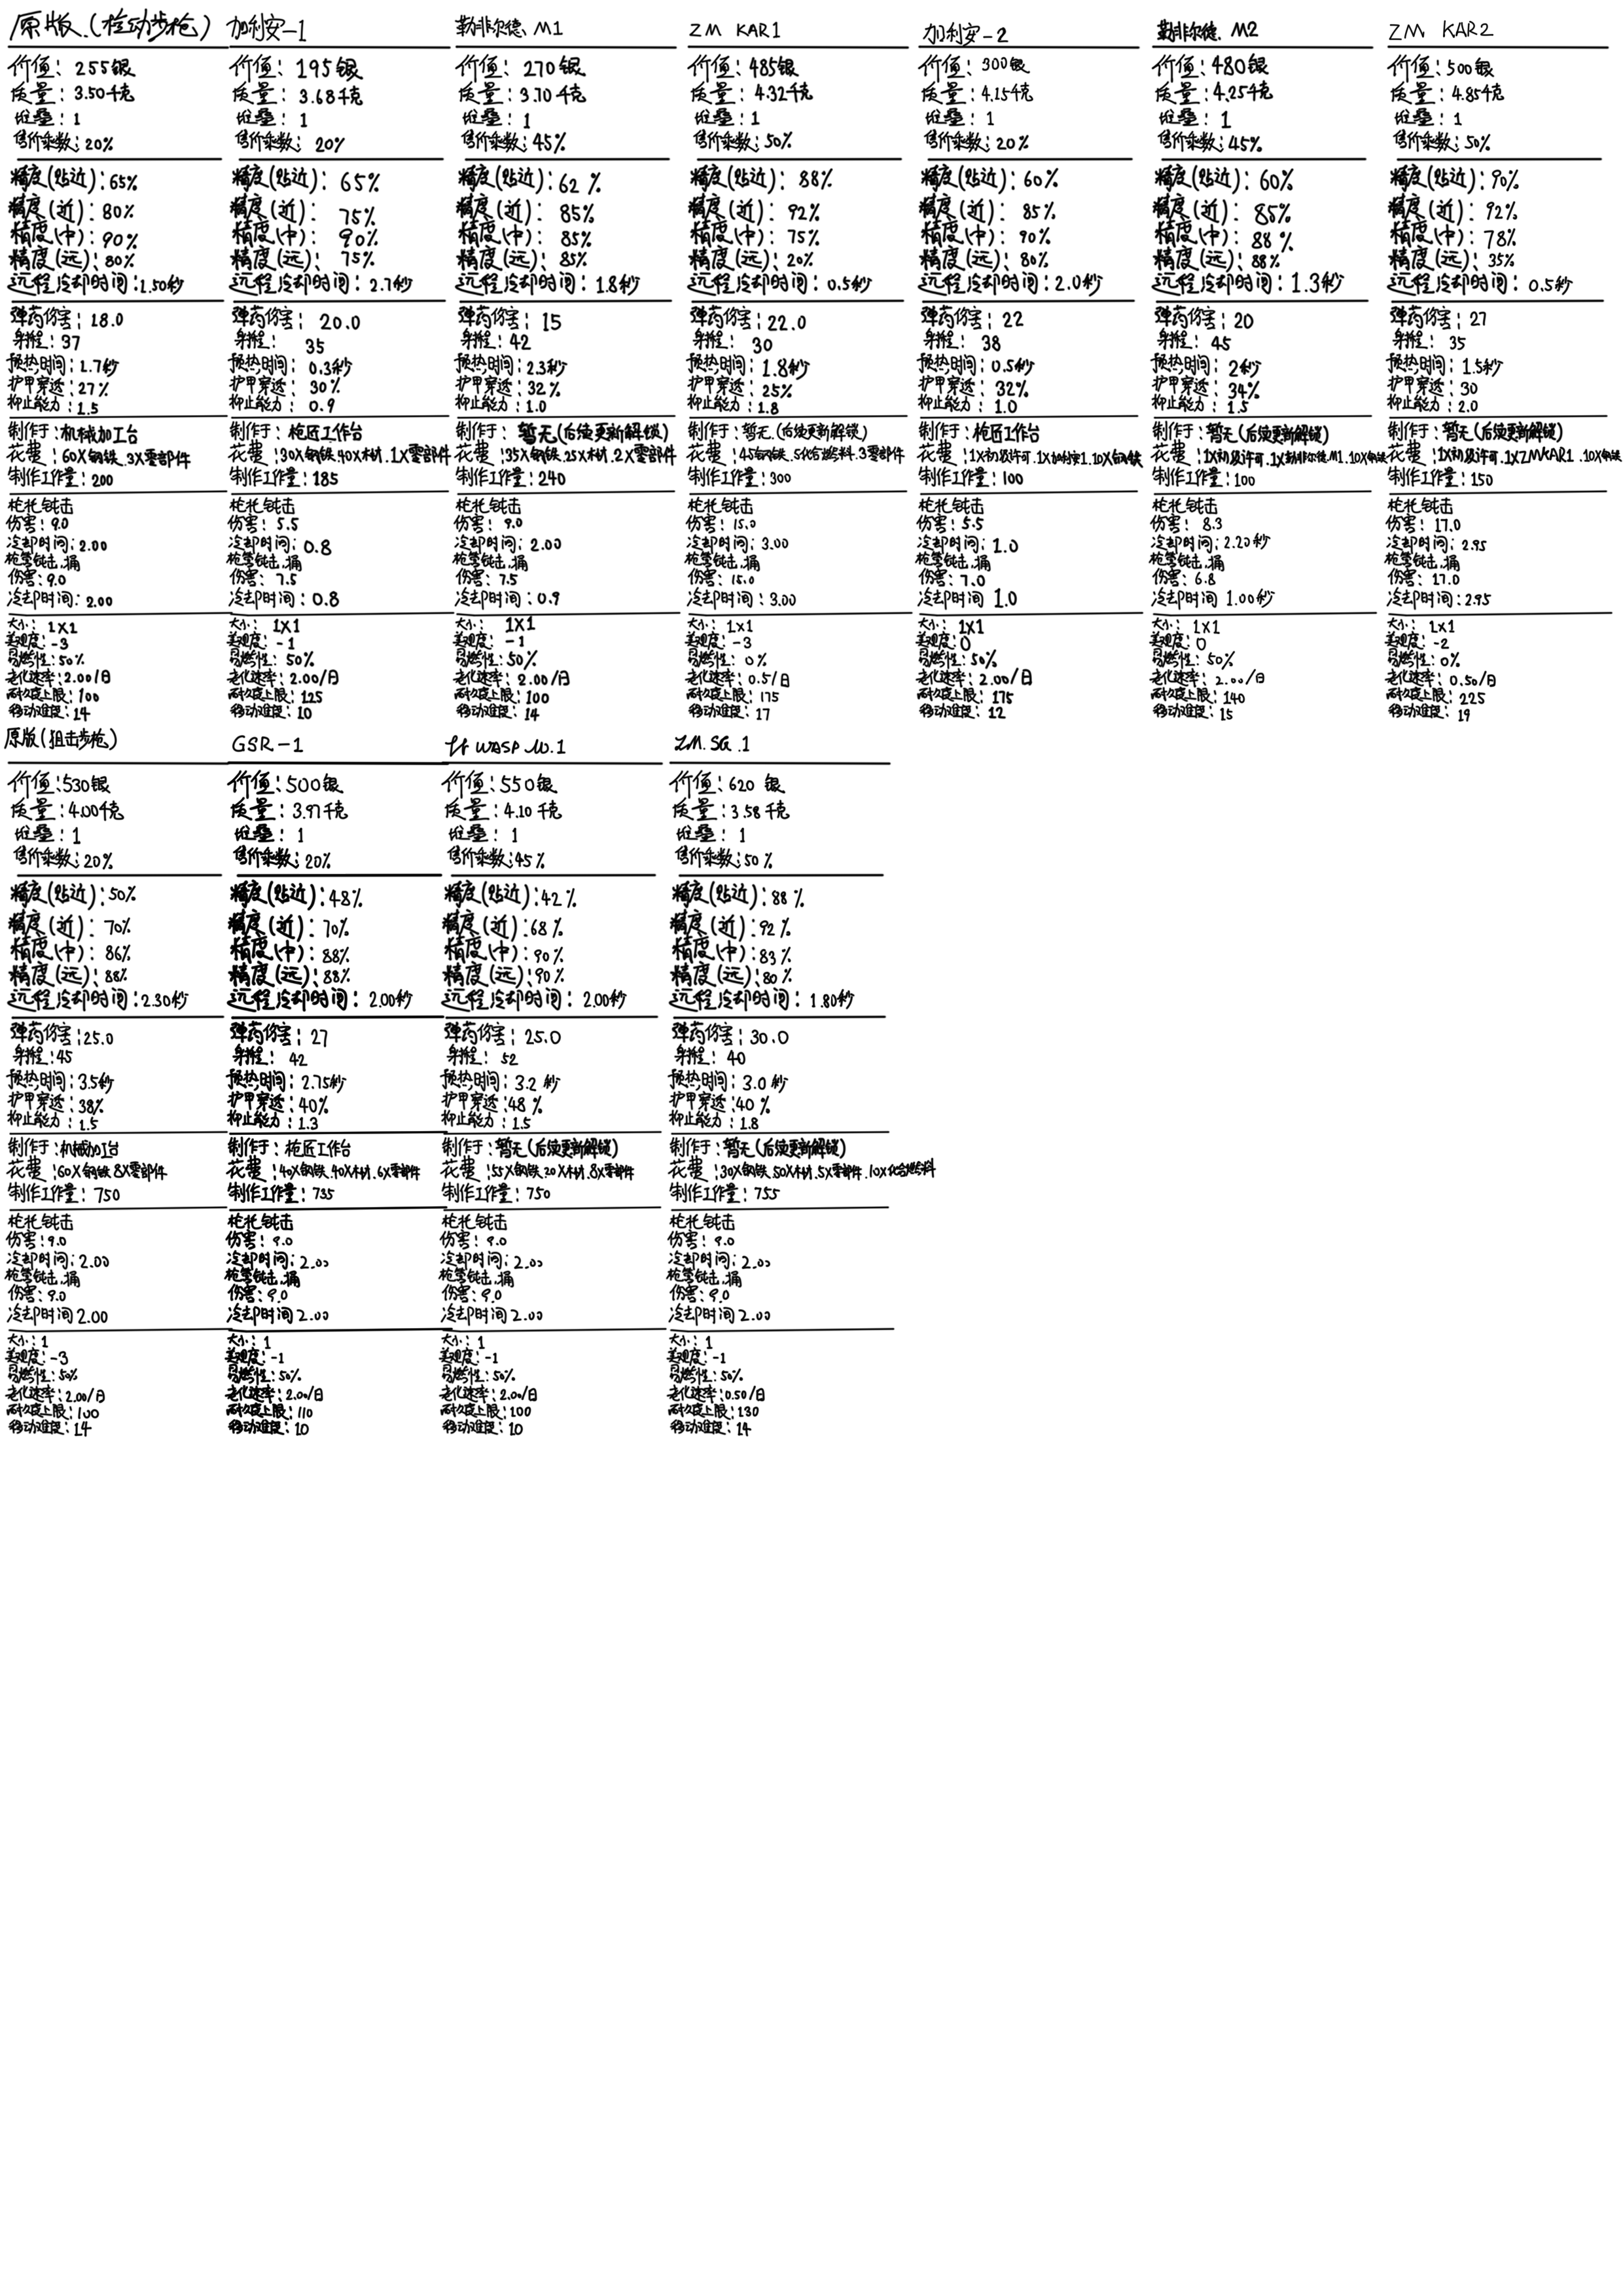 原版.(栓动步枪)
价值: 255银
质量: 3.50千克
堆叠: 1
售价乘数: 20%
精度(贴近): 65%
精度(近): 80%
精度(中): 90%
精度(远): 80%
远程冷却时间: 1.50秒
弹药伤害: 18.0
射程: 37
预热时间: 1.7秒
护甲穿透: 27%
抑止能力: 1.5
制作于: 机械加工台
花费: 60X钢铁.3X零部件
制作工作量: 200
枪托钝击
伤害: 9.0
冷却时间: 2.00
枪管钝击.捅
伤害: 9.0
冷却时间: 2.00
大小: 1X1
美观度: -3
易燃性: 50%
老化速率: 2.00/日
耐久度上限: 100
移动难度: 14
加利安-1
价值: 195银
质量: 3.68千克
堆叠: 1
售价乘数: 20%
精度(贴近): 65%
精度(近): 75%
精度(中): 90%
精度(远): 75%
远程冷却时间: 2.7秒
弹药伤害: 20.0
射程: 35
预热时间: 0.3秒
护甲穿透: 30%
抑止能力: 0.9
制作于: 枪匠工作台
花费: 30X钢铁.40X木材.1X零部件
制作工作量: 185
枪托钝击
伤害: 5.5
冷却时间: 0.8
枪管钝击.捅
伤害: 7.5
冷却时间: 0.8
大小: 1X1
美观度: -1
易燃性: 50%
老化速率: 2.00/日
耐久度上限: 125
移动难度: 10
勒非尔德、M1
价值: 270银
质量: 3.70千克
堆叠: 1
售价乘数: 45%
精度(贴近): 62%
精度(近): 85%
精度(中): 85%
精度(远): 85%
远程冷却时间: 1.8秒
弹药伤害: 15
射程: 42
预热时间: 2.3秒
护甲穿透: 32%
抑止能力: 1.0
制作于: 暂无(后续更新解锁)
花费: 35X钢铁.25X木材.2X零部件
制作工作量: 240
枪托钝击
伤害: 9.0
冷却时间: 2.00
枪管钝击.捅
伤害: 7.5
冷却时间: 0.9
大小: 1X1
美观度: -1
易燃性: 50%
老化速率: 2.00/日
耐久度上限: 100
移动难度: 14
ZM KAR1
价值: 485银
质量: 4.32千克
堆叠: 1
售价乘数: 50%
精度(贴近): 88%
精度(近): 92%
精度(中): 75%
精度(远): 20%
远程冷却时间: 0.5秒
弹药伤害: 22.0
射程: 30
预热时间: 1.8秒
护甲穿透: 25%
抑止能力: 1.8
制作于: 暂无.(后续更新解锁)
花费: 45钢铁.5化合燃料.3零部件
制作工作量: 300
枪托钝击
伤害: 15.0
冷却时间: 3.00
枪管钝击.捅
伤害: 15.0
冷却时间: 3.00
大小: 1X1
美观度: -3
易燃性: 0%
老化速率: 0.5/日
耐久度上限: 175
移动难度: 17
加利安-2
价值: 300银
质量: 4.15千克
堆叠: 1
售价乘数: 20%
精度(贴近): 60%
精度(近): 85%
精度(中): 90%
精度(远): 80%
远程冷却时间: 2.0秒
弹药伤害: 22
射程: 38
预热时间: 0.5秒
护甲穿透: 32%
抑止能力: 1.0
制作于: 枪匠工作台
花费: 1X初级许可.1X加利安1.10X钢铁
制作工作量: 100
枪托钝击
伤害: 5.5
冷却时间: 1.0
枪管钝击.捅
伤害: 7.0
冷却时间 1.0
大小: 1X1
美观度: 0
易燃性: 50%
老化速率: 2.00/日
耐久度上限: 175
移动难度: 12
勒非尔德. M2
价值: 480银
质量: 4.25千克
堆叠: 1
售价乘数: 45%
精度(贴近): 60%
精度(近): 85%
精度(中): 88%
精度(远): 88%
远程冷却时间: 1.3秒
弹药伤害: 20
射程: 45
预热时间: 2秒
护甲穿透: 34%
抑止能力: 1.5
制作于: 暂无(后续更新解锁)
花费: 1X初级许可.1X勒非尔德.M1.10X钢铁
制作工作量: 100
枪托钝击
伤害: 8.3
冷却时间: 2.20秒
枪管钝击.捅
伤害: 6.8
冷却时间 1.00秒
大小: 1X1
美观度: 0
易燃性: 50%
老化速率: 2.00/日
耐久度上限: 140
移动难度: 15
ZM KAR2
价值: 500银
质量: 4.85千克
堆叠: 1
售价乘数: 50%
精度(贴近): 90%
精度(近): 92%
精度(中): 78%
精度(远): 35%
远程冷却时间: 0.5秒
弹药伤害: 27
射程: 35
预热时间: 1.5秒
护甲穿透: 30
抑止能力: 2.0
制作于: 暂无(后续更新解锁)
花费: 1X初级许可.1XZMKAR1.10X钢铁
制作工作量: 150
枪托钝击
伤害: 17.0
冷却时间: 2.95
枪管钝击.捅
伤害: 17.0
冷却时间: 2.95
大小: 1X1
美观度: -2
易燃性: 0%
老化速率: 0.50/日
耐久度上限: 225
移动难度: 19
原版(狙击步枪)
价值: 530银
质量: 4.00千克
堆叠: 1
售价乘数: 20%
精度(贴近): 50%
精度(近): 70%
精度(中): 86%
精度(远): 88%
远程冷却时间: 2.30秒
弹药伤害: 25.0
射程: 45
预热时间: 3.5秒
护甲穿透: 38%
抑止能力: 1.5
制作于: 机械加工台
花费: 60X钢铁 8X零部件
制作工作量: 750
枪托钝击
伤害: 9.0
冷却时间: 2.00
枪管钝击.捅
伤害: 9.0
冷却时间 2.00
大小: 1
美观度: -3
易燃性: 50%
老化速率: 2.00/日
耐久度上限: 100
移动难度: 14
GSR-1
价值: 500银
质量: 3.97千克
堆叠: 1
售价乘数: 20%
精度(贴近): 48%
精度(近): 70%
精度(中): 88%
精度(远): 88%
远程冷却时间: 2.00秒
弹药伤害: 27
射程: 42
预热时间: 2.75秒
护甲穿透: 40%
抑止能力: 1.3
制作于: 枪匠工作台
花费: 40X钢铁.40X木材.6X零部件
制作工作量: 735
枪托钝击
伤害: 9.0
冷却时间: 2.00
枪管钝击.捅
伤害: 9.0
冷却时间 2.00
大小: 1
美观度: -1
易燃性: 50%
老化速率: 2.00/日
耐久度上限: 110
移动难度: 10
WASP
价值: 550银
质量: 4.10千克
堆叠: 1
售价乘数: 45%
精度(贴近): 42%
精度(近): 68%
精度(中): 90%
精度(远): 90%
远程冷却时间: 2.00秒
弹药伤害: 25.0
射程: 52
预热时间: 3.2秒
护甲穿透: 48%
抑止能力: 1.5
制作于: 暂无(后续更新解锁)
花费: 55X钢铁.20X木材.8X零部件
制作工作量: 750
枪托钝击
伤害: 9.0
冷却时间: 2.00
枪管钝击.捅
伤害: 9.0
冷却时间 2.00
大小: 1
美观度: -1
易燃性: 50%
老化速率: 2.00/日
耐久度上限: 100
移动难度: 10
ZM.SG.1
价值: 620银
质量: 3.58千克
堆叠: 1
售价乘数: 50%
精度(贴近): 88%
精度(近): 92%
精度(中): 83%
精度(远): 80%
远程冷却时间: 1.80秒
弹药伤害: 30.0
射程: 40
预热时间: 3.0秒
护甲穿透: 40%
抑止能力: 1.8
制作于: 暂无(后续更新解锁)
花费: 30X钢铁.50X木材.5X零部件.10X化合燃料
制作工作量: 755
枪托钝击
伤害: 9.0
冷却时间: 2.00
枪管钝击.捅
伤害: 9.0
冷却时间 2.00
大小: 1
美观度: -1
易燃性: 50%
老化速率: 0.50/日
耐久度上限: 130
移动难度: 14